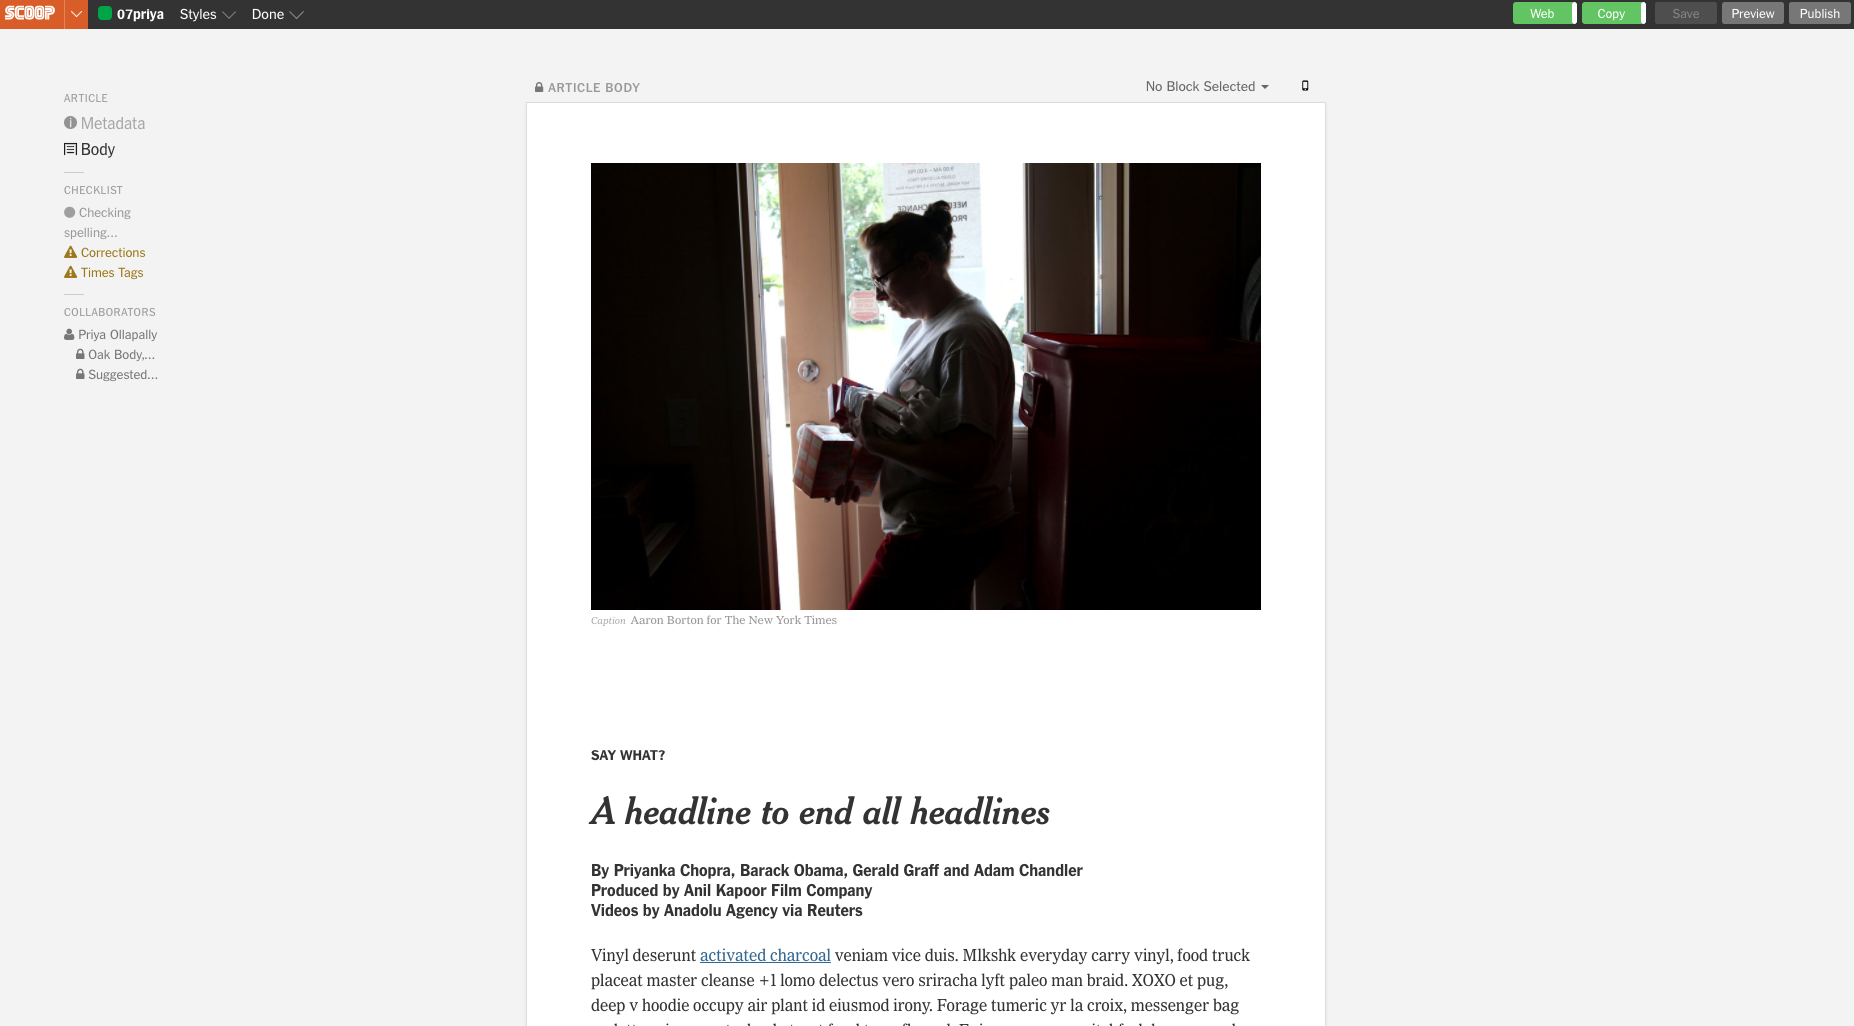 SCOOP
07priya
Styles
Done
Web
Copy
Save
Preview
Publish
ARTICLE
Metadata
Body
CHECKLIST
Checking
spelling...
Corrections
Times Tags
COLLABORATORS
Priya Ollapally
Oak Body,...
Suggested...
ARTICLE BODY
No Block Selected
Caption Aaron Borton for The New York Times
SAY WHAT?
A headline to end all headlines
By Priyanka Chopra, Barack Obama, Gerald Graff and Adam Chandler
Produced by Anil Kapoor Film Company
Videos by Anadolu Agency via Reuters
Vinyl deserunt activated charcoal veniam vice duis. Mlkshk everyday carry vinyl, food truck
placeat master cleanse +1 lomo delectus vero sriracha lyft paleo man braid. XOXO et pug,
deep v hoodie occupy air plant id eiusmod irony. Forage tumeric yr la croix, messenger bag